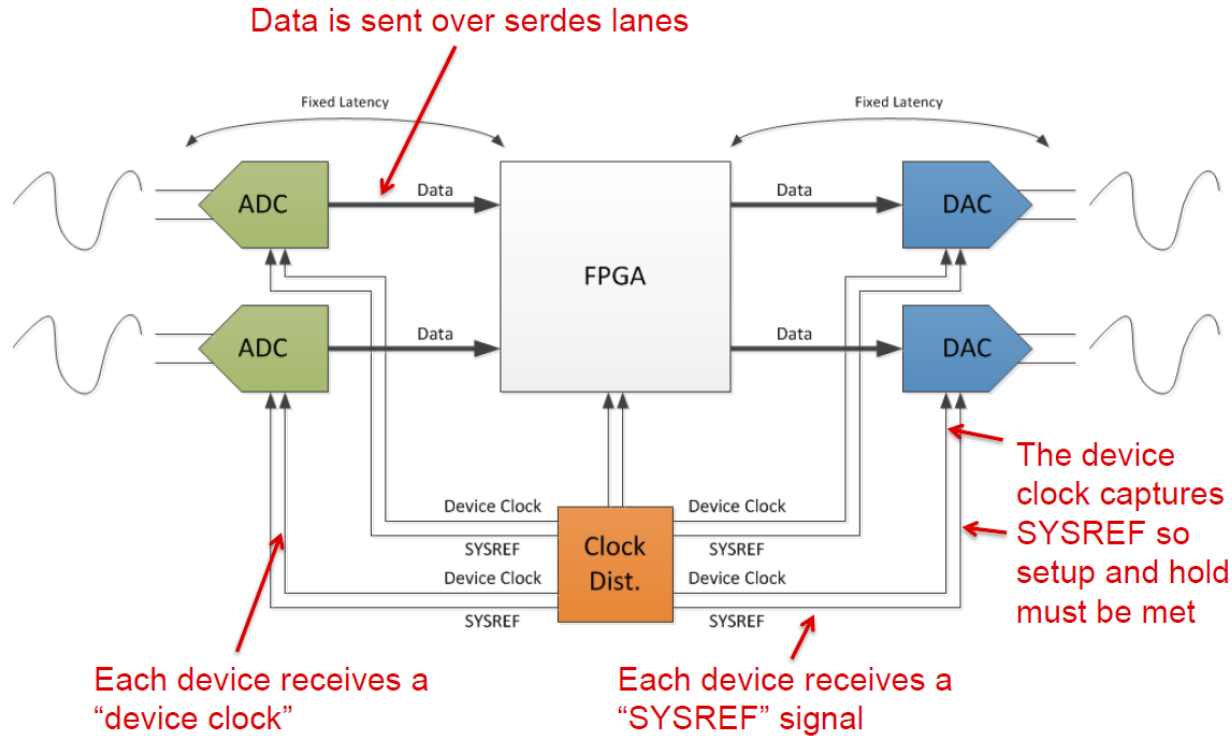 Data is sent over serdes lanes
Fixed Latency
Fixed Latency
ADC
Data
Data
DAC
FPGA
ADC
Data
Data
DAC
The device
clock captures
SYSREF so
setup and hold
must be met
Device Clock
Device Clock
SYSREF
SYSREF
Clock
Dist.
Device Clock
Device Clock
SYSREF
SYSREF
Each device receives a
“device clock”
Each device receives a
“SYSREF” signal